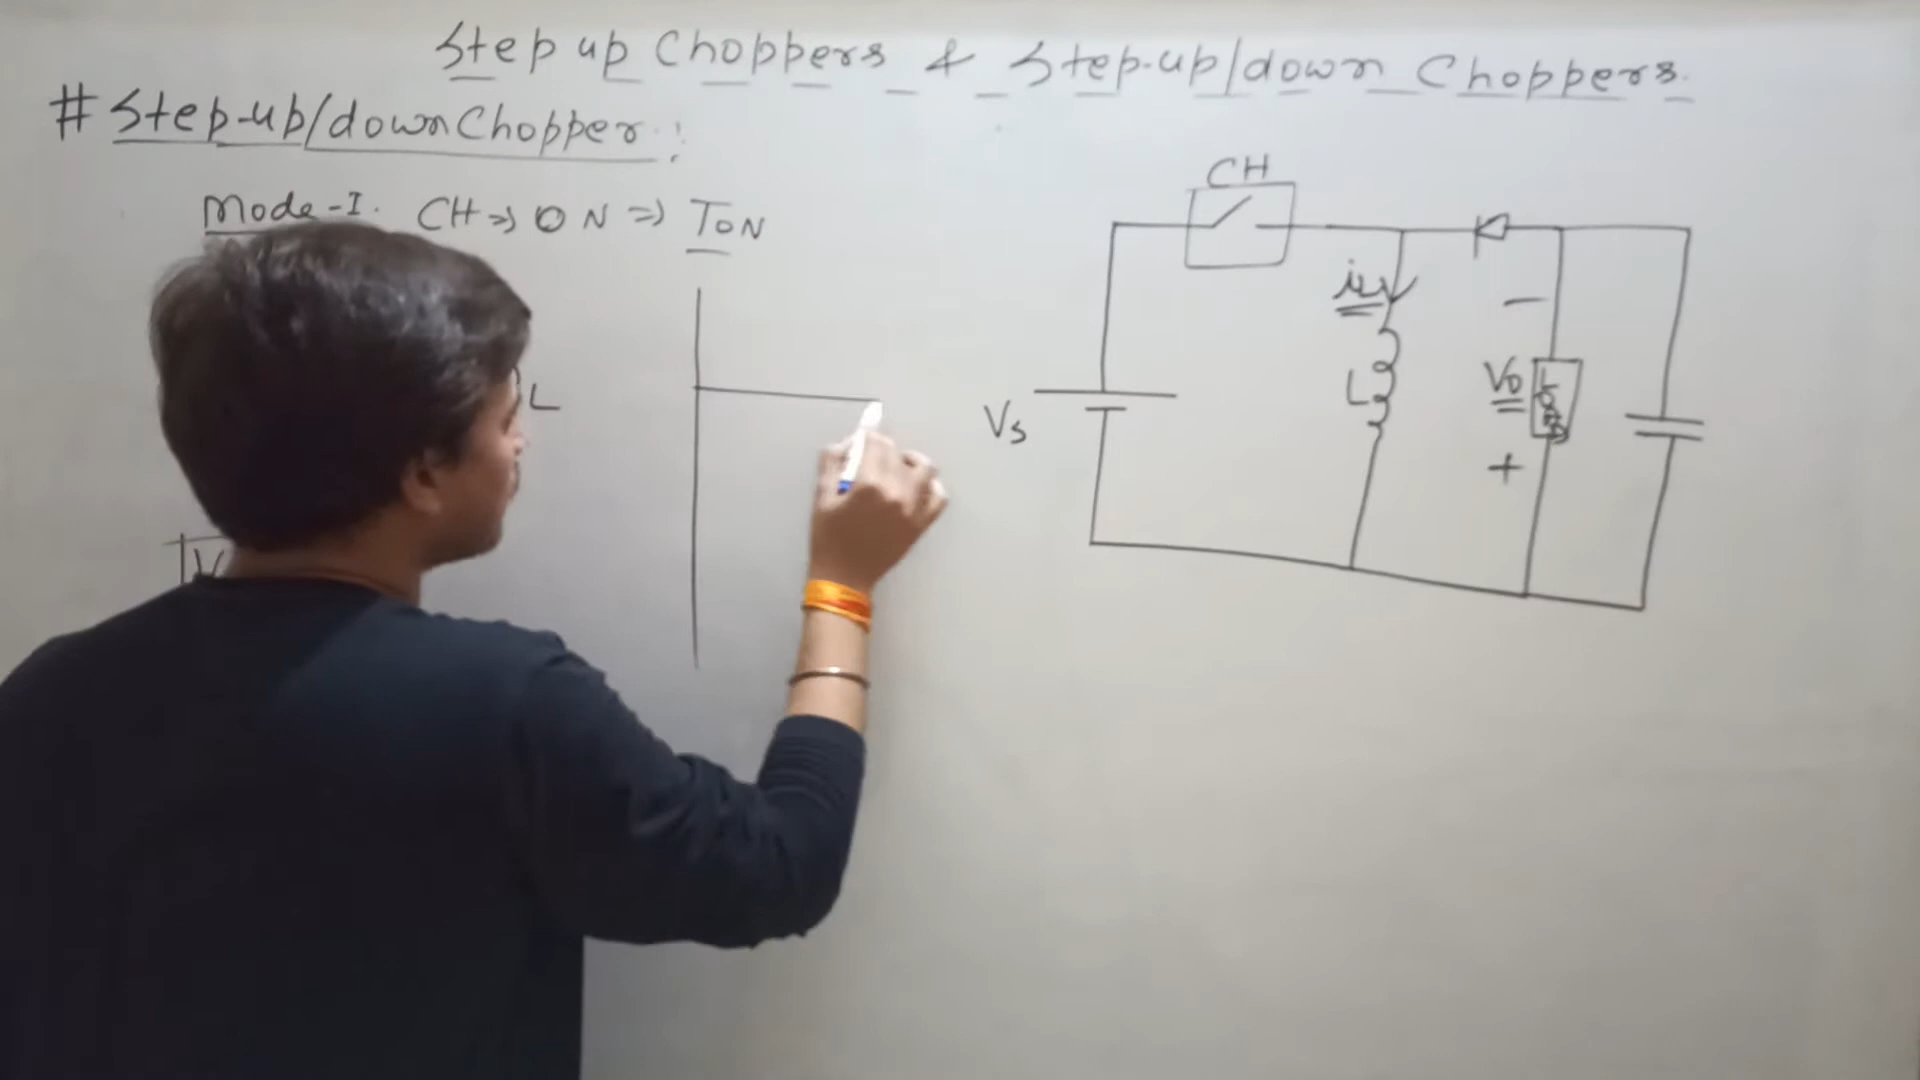 Step up Choppers & Step-up/down Choppers.
# Step-up/down Chopper:
Mode-I. CH => ON => TON
L
V
CH
iL
L
Vs
-
Vo
Load
+